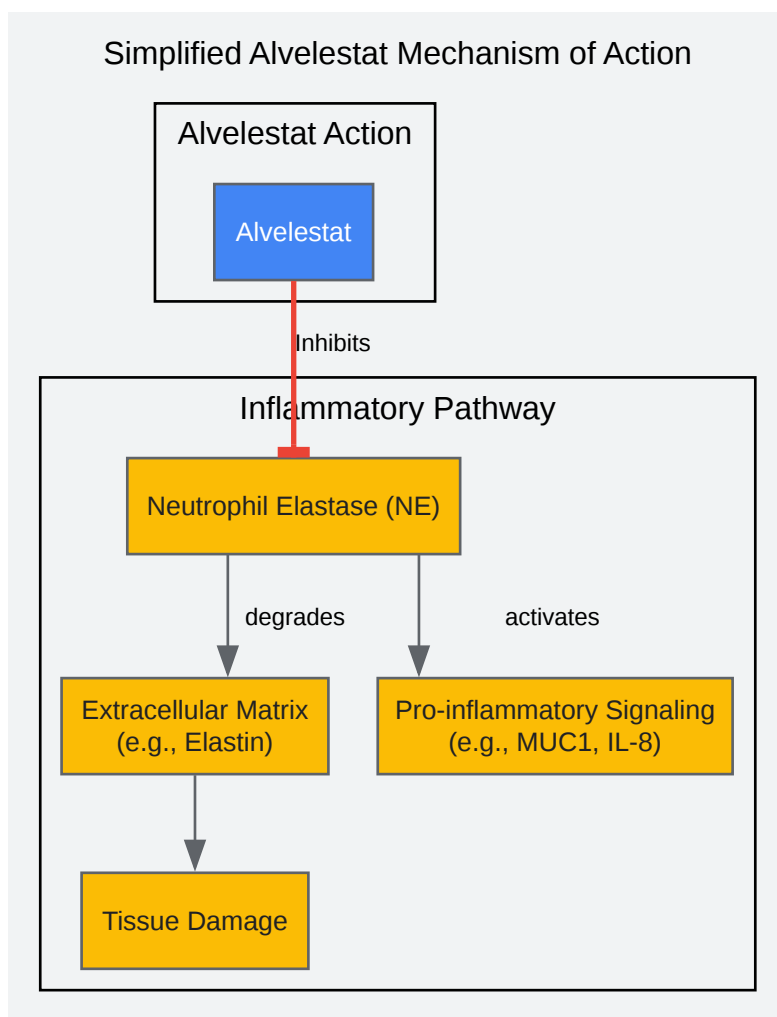 Simplified Alvelestat Mechanism of Action
Alvelestat Action
Alvelestat
Inhibits
Inflammatory Pathway
Neutrophil Elastase (NE)
degrades
activates
Extracellular Matrix
(e.g., Elastin)
Pro-inflammatory Signaling
(e.g., MUC1, IL-8)
Tissue Damage